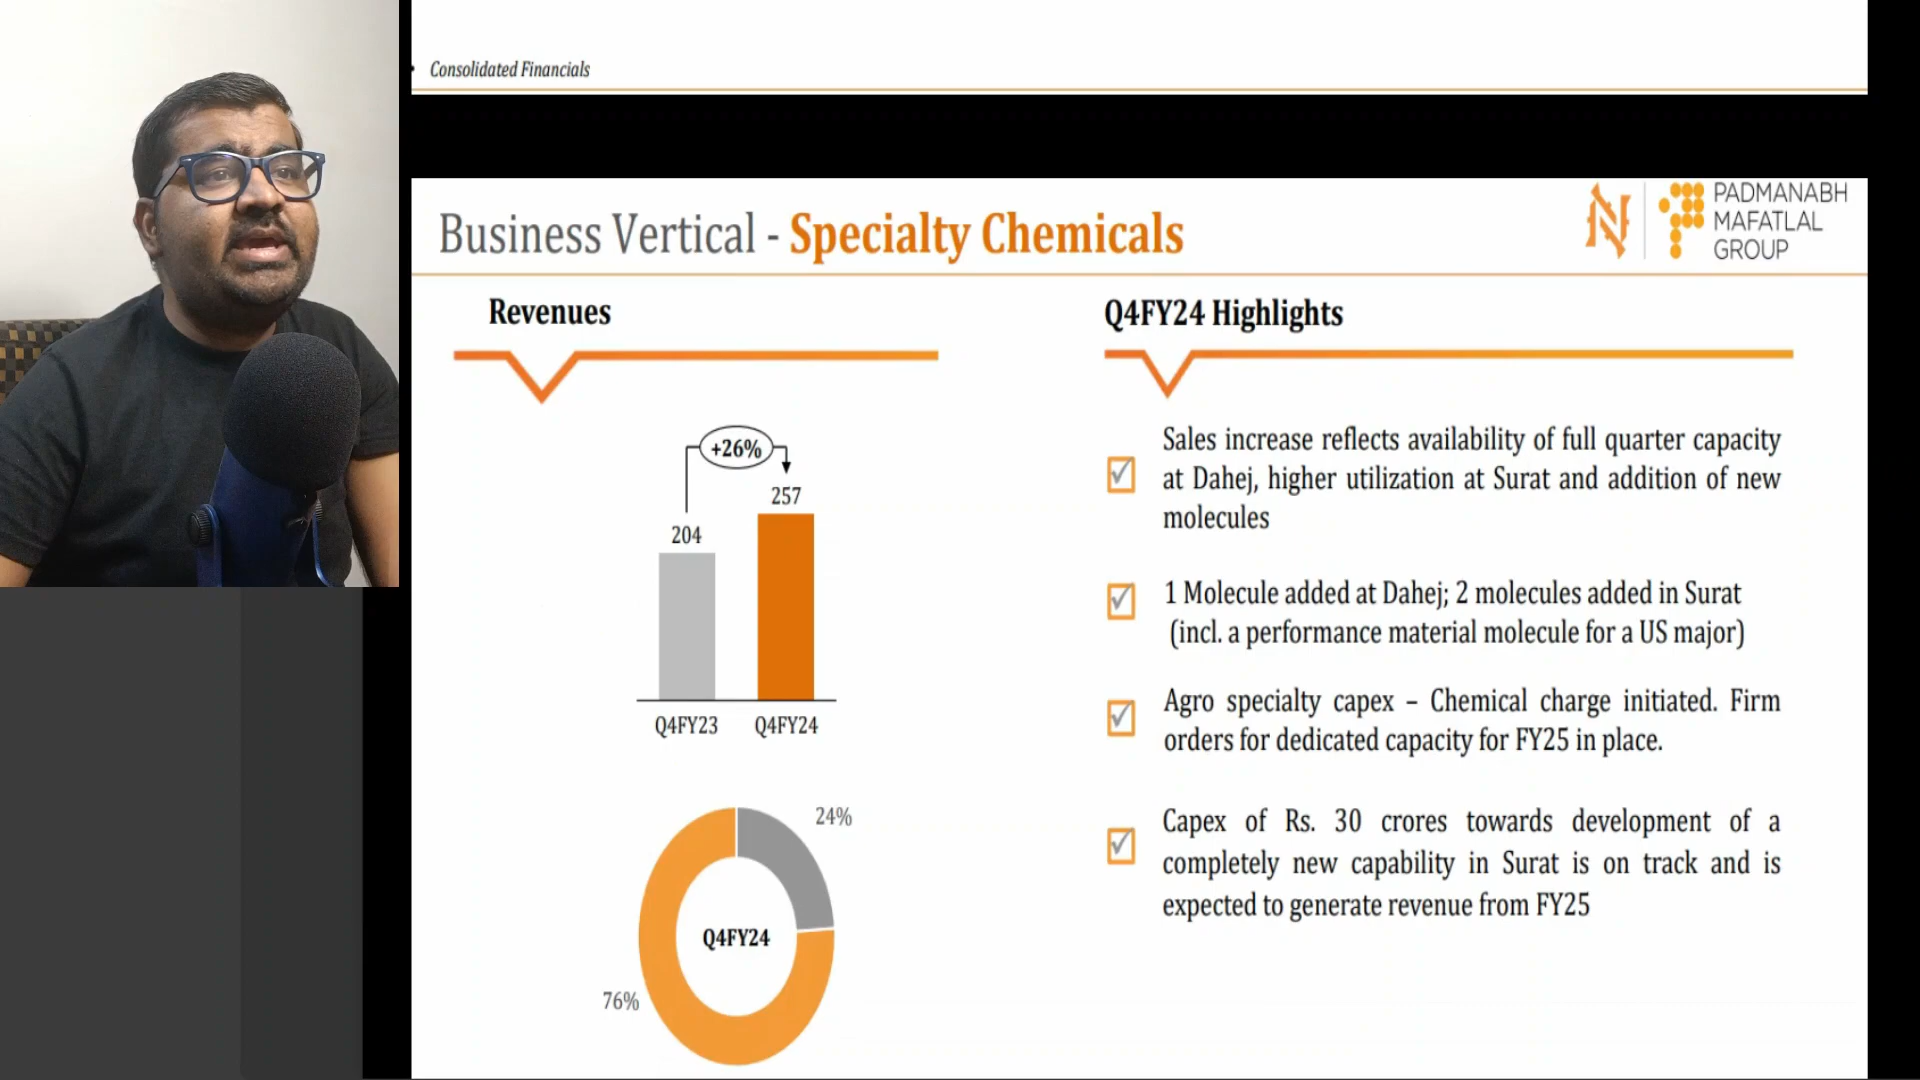 Consolidated Financials
Business Vertical - Specialty Chemicals
PADMANABH
MAFATLAL
GROUP
Revenues
+26%
257
204
Q4FY23 Q4FY24
24%
Q4FY24
76%
Q4FY24 Highlights
Sales increase reflects availability of full quarter capacity
at Dahej, higher utilization at Surat and addition of new
molecules
1 Molecule added at Dahej; 2 molecules added in Surat
(incl. a performance material molecule for a US major)
Agro specialty capex – Chemical charge initiated. Firm
orders for dedicated capacity for FY25 in place.
Capex of Rs. 30 crores towards development of a
completely new capability in Surat is on track and is
expected to generate revenue from FY25